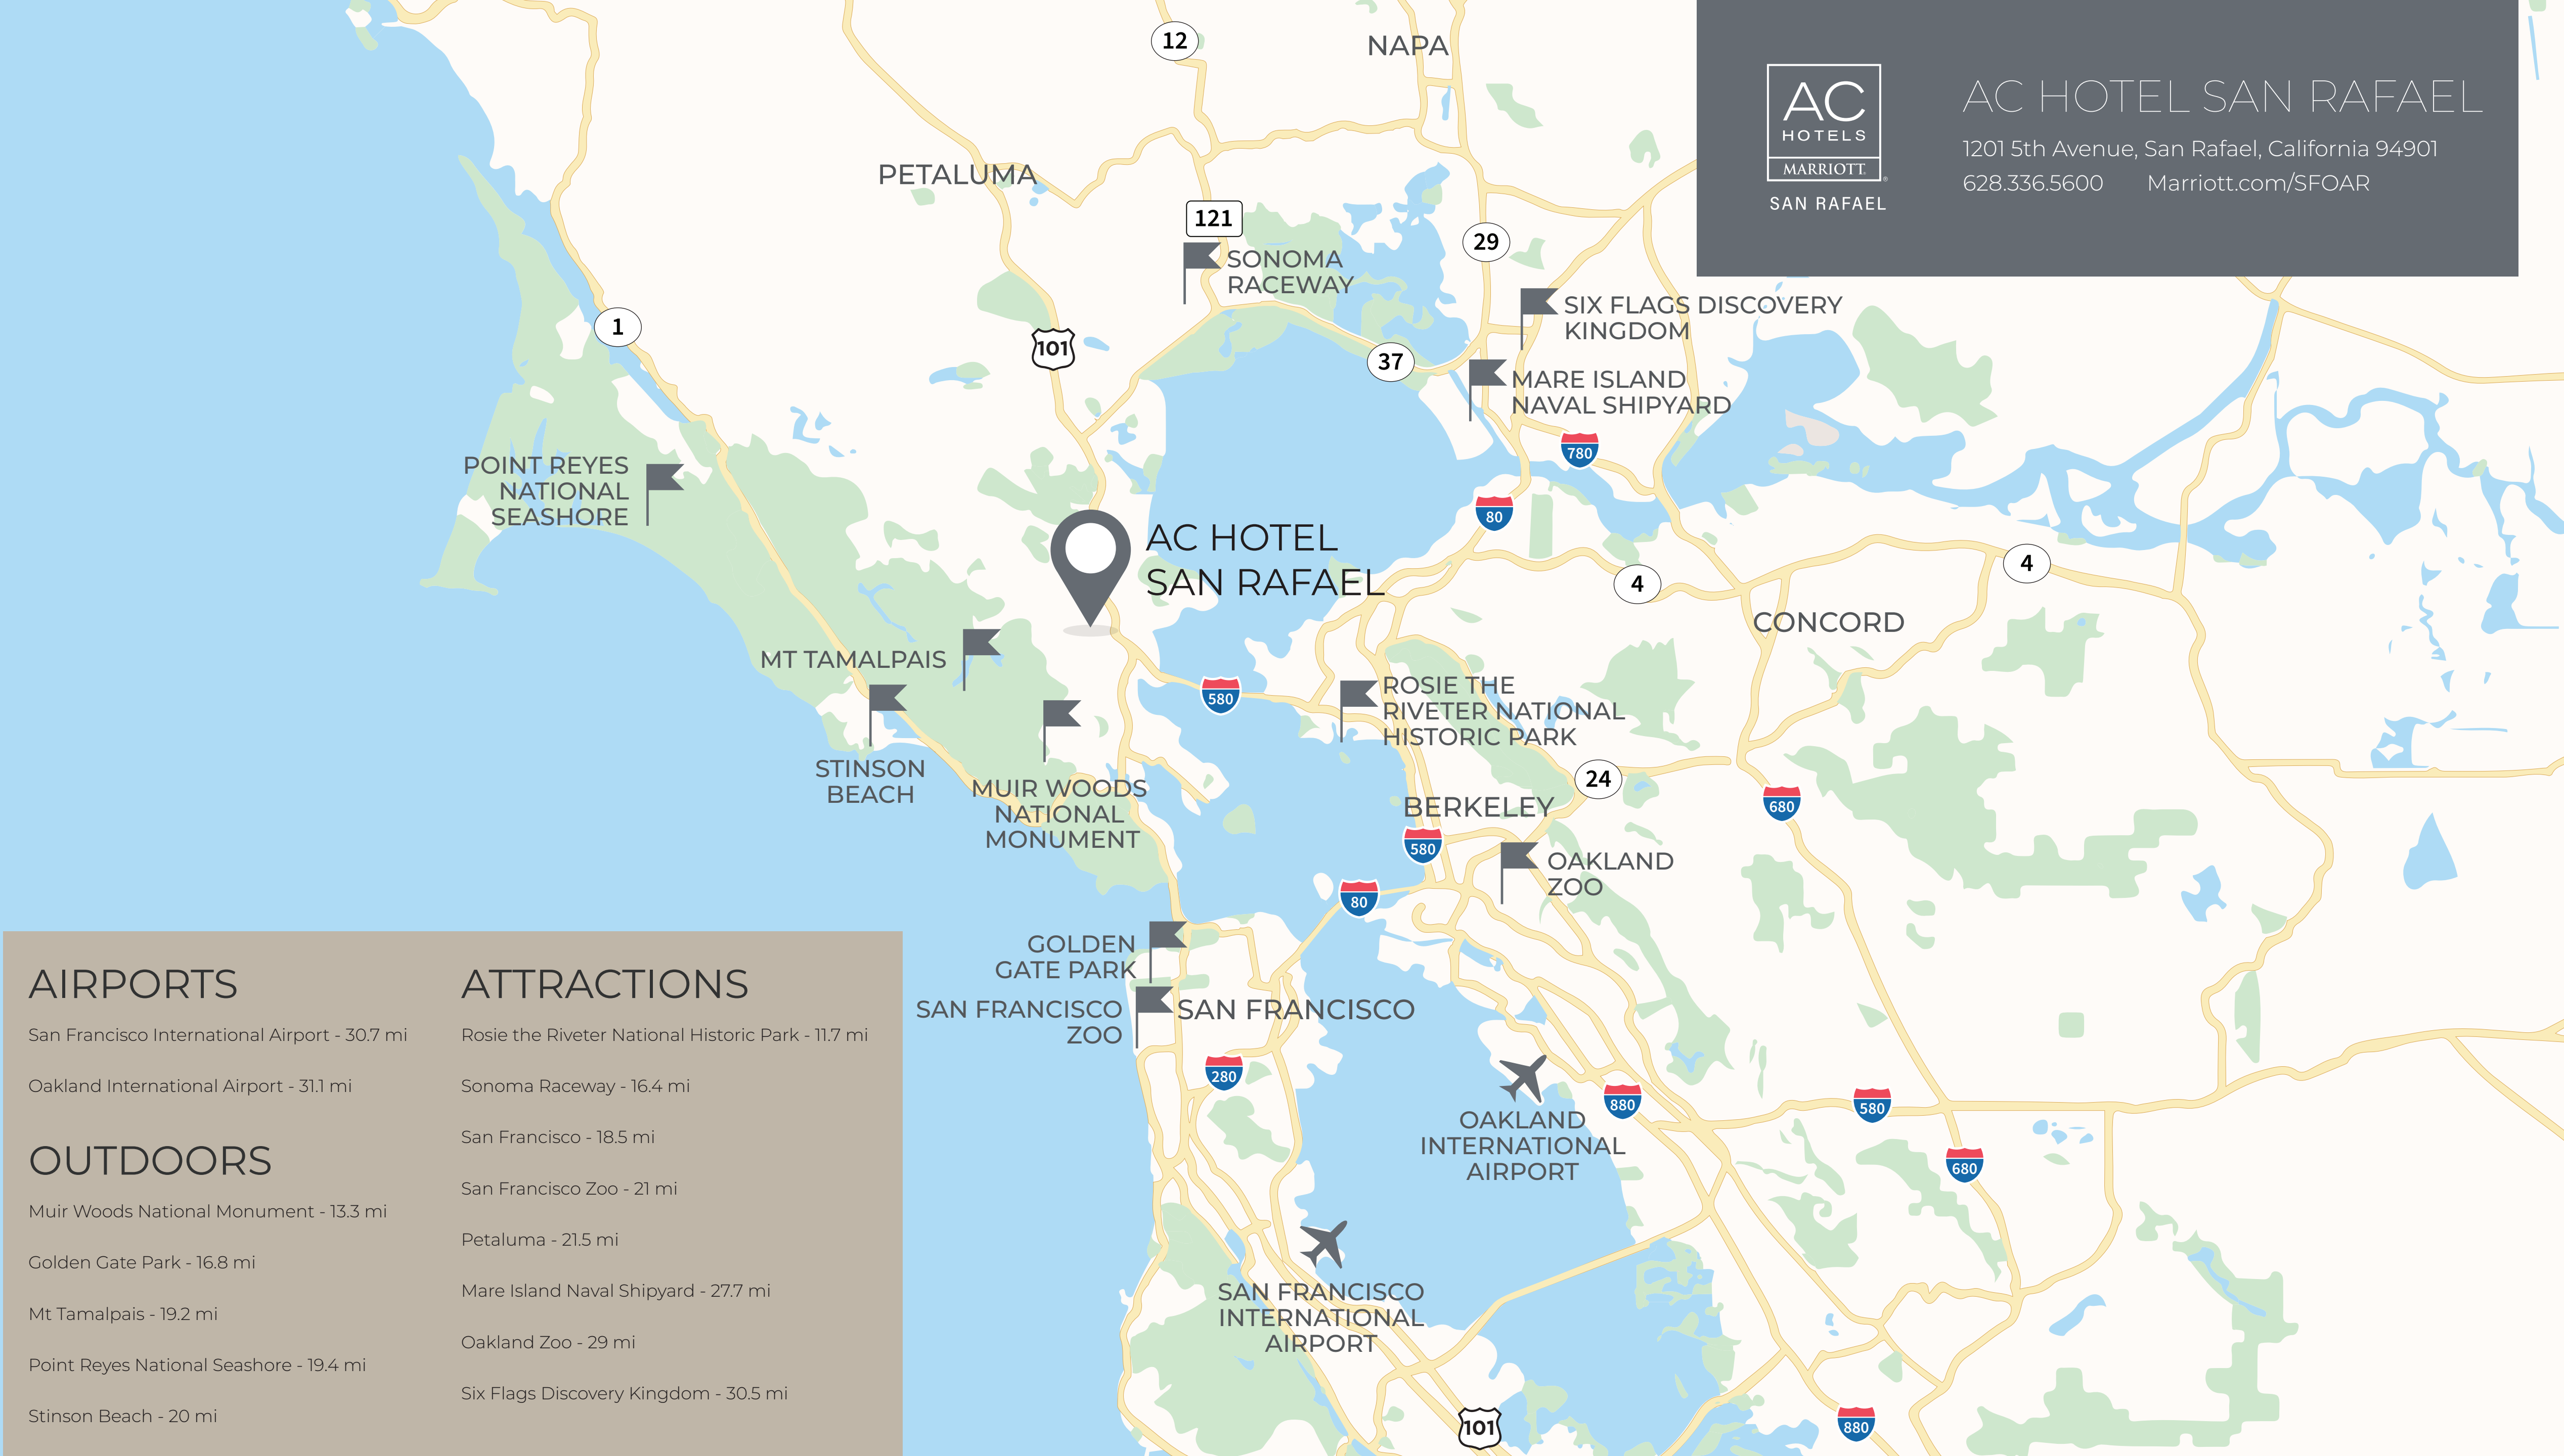 12
NAPA
AC
HOTELS
MARRIOTT
SAN RAFAEL
AC HOTEL SAN RAFAEL
1201 5th Avenue, San Rafael, California 94901
628.336.5600 Marriott.com/SFOAR
PETALUMA
121
SONOMA
RACEWAY
29
SIX FLAGS DISCOVERY
KINGDOM
1
101
37
MARE ISLAND
NAVAL SHIPYARD
780
POINT REYES
NATIONAL
SEASHORE
80
AC HOTEL
SAN RAFAEL
4
4
CONCORD
MT TAMALPAIS
580
ROSIE THE
RIVETER NATIONAL
HISTORIC PARK
STINSON
BEACH
MUIR WOODS
NATIONAL
MONUMENT
24
BERKELEY
680
580
OAKLAND
ZOO
80
GOLDEN
GATE PARK
SAN FRANCISCO
ZOO
SAN FRANCISCO
280
880
580
OAKLAND
INTERNATIONAL
AIRPORT
680
SAN FRANCISCO
INTERNATIONAL
AIRPORT
101
880
AIRPORTS
San Francisco International Airport - 30.7 mi
Oakland International Airport - 31.1 mi
OUTDOORS
Muir Woods National Monument - 13.3 mi
Golden Gate Park - 16.8 mi
Mt Tamalpais - 19.2 mi
Point Reyes National Seashore - 19.4 mi
Stinson Beach - 20 mi
ATTRACTIONS
Rosie the Riveter National Historic Park - 11.7 mi
Sonoma Raceway - 16.4 mi
San Francisco - 18.5 mi
San Francisco Zoo - 21 mi
Petaluma - 21.5 mi
Mare Island Naval Shipyard - 27.7 mi
Oakland Zoo - 29 mi
Six Flags Discovery Kingdom - 30.5 mi